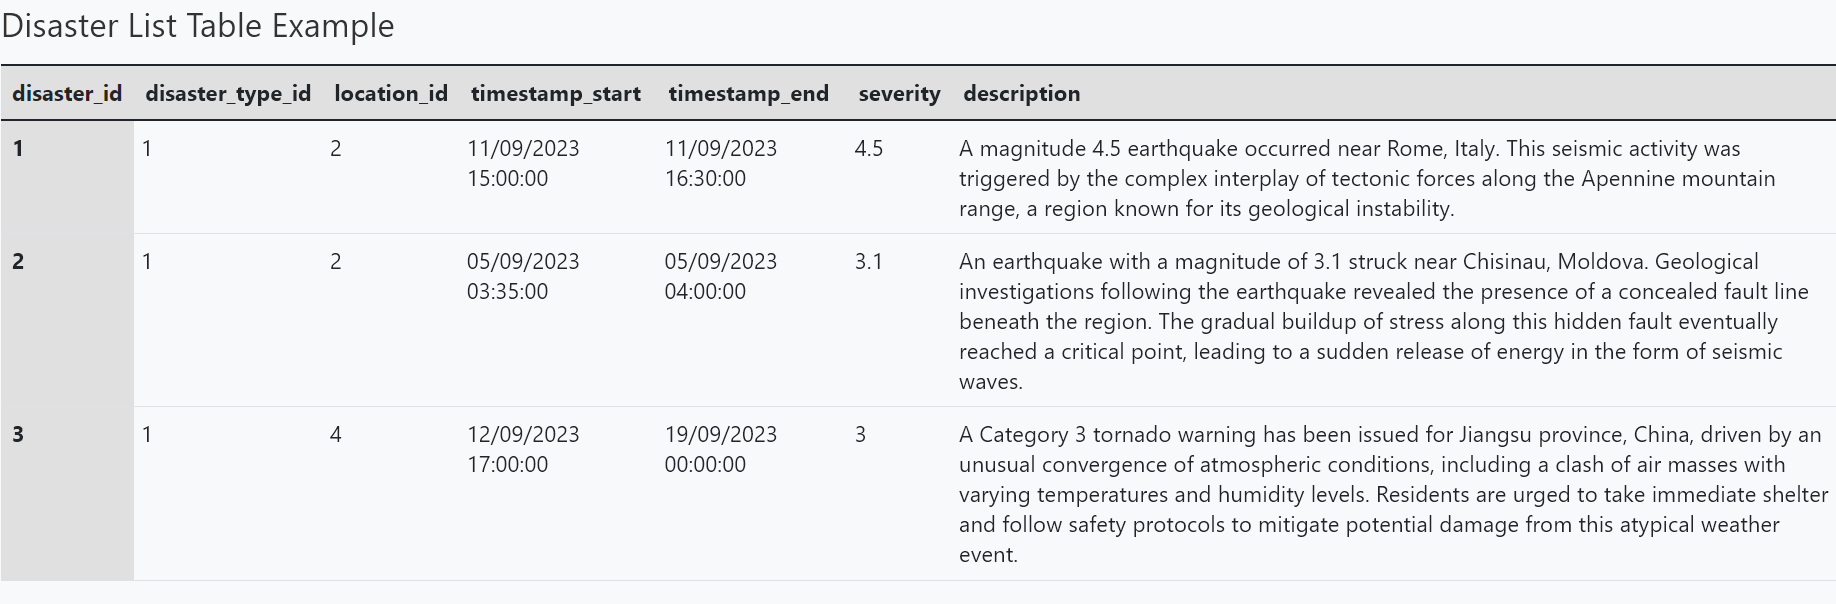 Disaster List Table Example
disaster_id disaster_type_id location_id timestamp_start timestamp_end severity description
1 1 2 11/09/2023 11/09/2023 4.5 A magnitude 4.5 earthquake occurred near Rome, Italy. This seismic activity was
15:00:00 16:30:00 triggered by the complex interplay of tectonic forces along the Apennine mountain
range, a region known for its geological instability.
2 1 2 05/09/2023 05/09/2023 3.1 An earthquake with a magnitude of 3.1 struck near Chisinau, Moldova. Geological
03:35:00 04:00:00 investigations following the earthquake revealed the presence of a concealed fault line
beneath the region. The gradual buildup of stress along this hidden fault eventually
reached a critical point, leading to a sudden release of energy in the form of seismic
waves.
3 1 4 12/09/2023 19/09/2023 3 A Category 3 tornado warning has been issued for Jiangsu province, China, driven by an
17:00:00 00:00:00 unusual convergence of atmospheric conditions, including a clash of air masses with
varying temperatures and humidity levels. Residents are urged to take immediate shelter
and follow safety protocols to mitigate potential damage from this atypical weather
event.